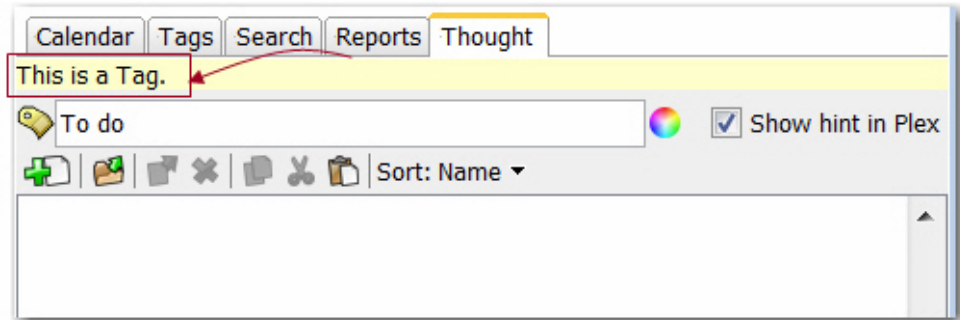 Calendar Tags Search Reports Thought
This is a Tag.
To do Show hint in Plex
Sort: Name